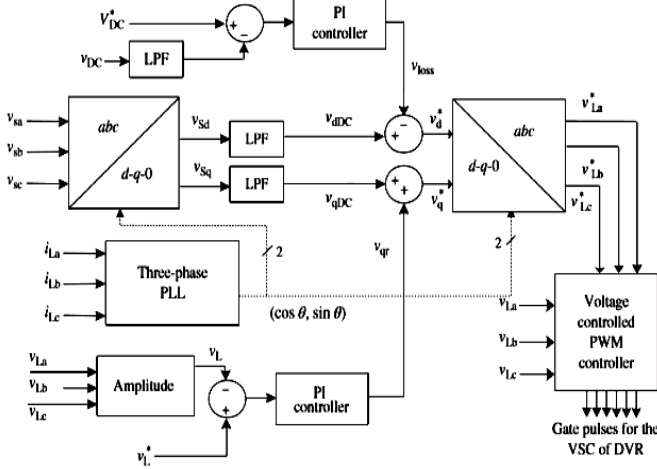 V*DC
+
−
PI
controller
vDC
LPF
vloss
vsa
vsb
vsc
abc
d-q-0
vSd
LPF
vdDC
−
+
v*d
vSq
LPF
vqDC
+
+
v*q
abc
d-q-0
v*La
v*Lb
v*Lc
2
2
iLa
iLb
iLc
Three-phase
PLL
(cos θ, sin θ)
vqr
vLa
vLb
vLc
Voltage
controlled
PWM
controller
vLa
vLb
vLc
Amplitude
vL
−
+
PI
controller
v*L
Gate pulses for the
VSC of DVR